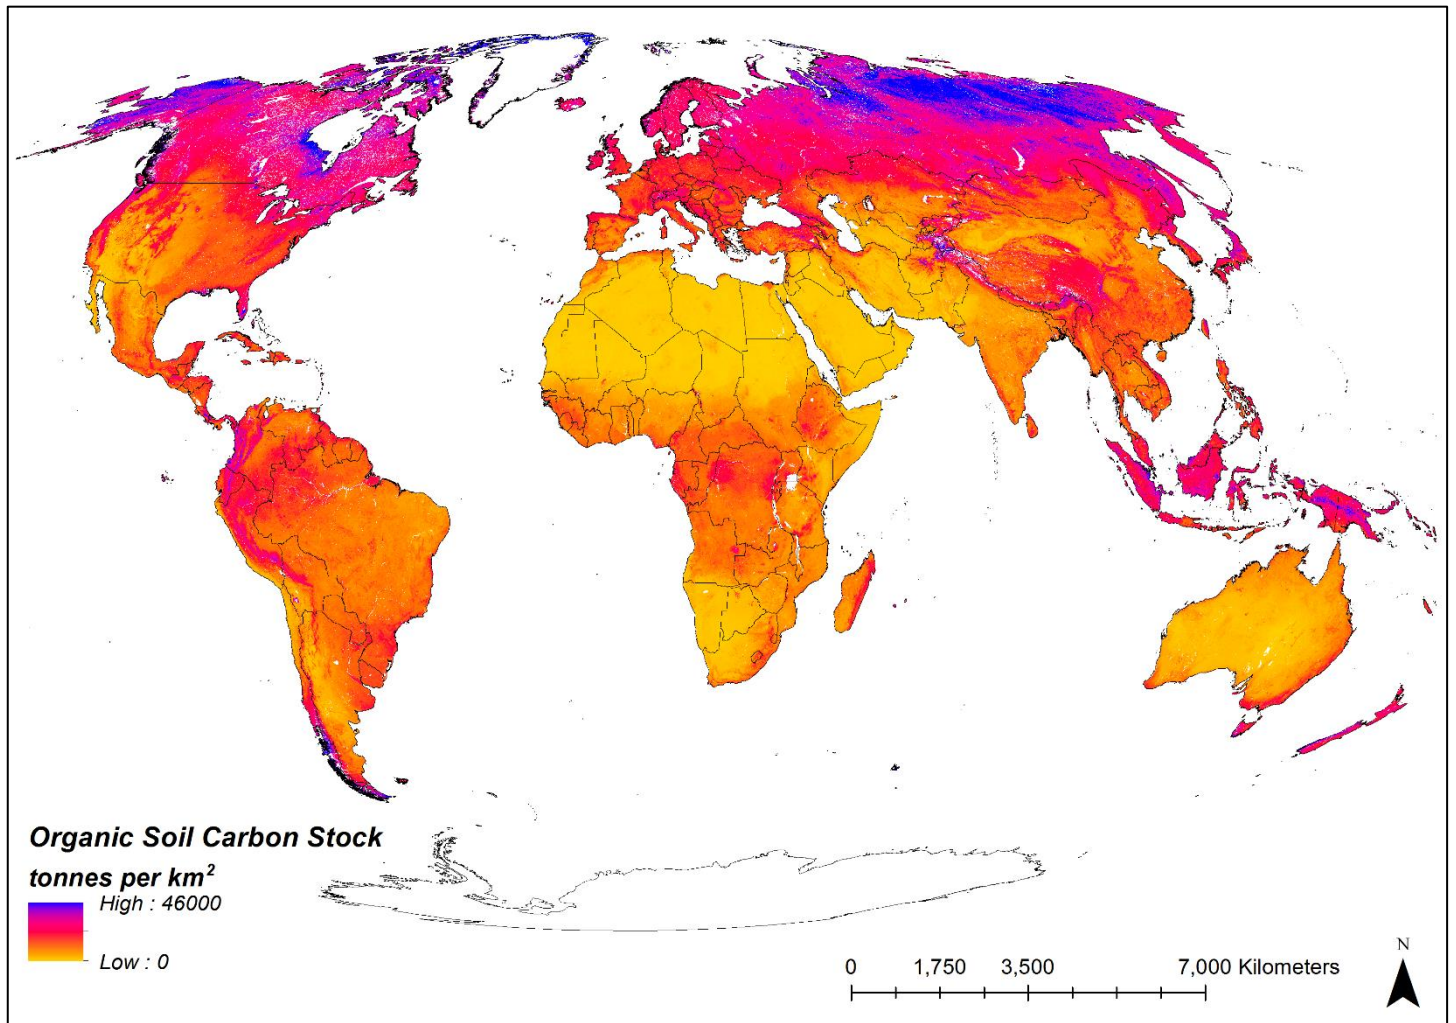 Organic Soil Carbon Stock
tonnes per km²
High : 46000
Low : 0
0 1,750 3,500 7,000 Kilometers
N